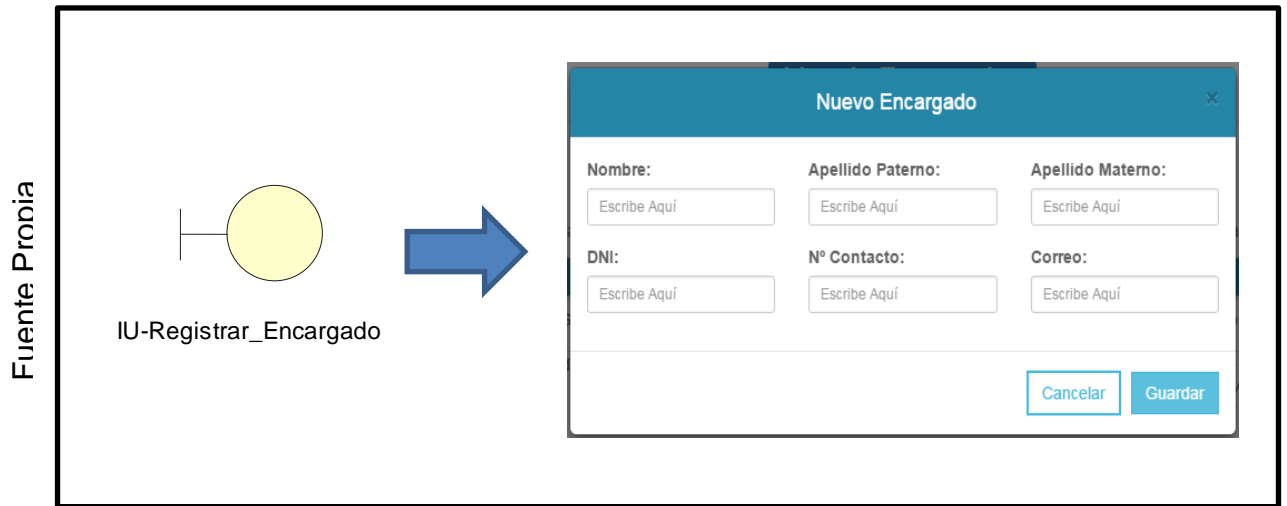 Fuente Propia
IU-Registrar_Encargado
Nuevo Encargado x
Nombre: Apellido Paterno: Apellido Materno:
Escribe Aquí Escribe Aquí Escribe Aquí
DNI: Nº Contacto: Correo:
Escribe Aquí Escribe Aquí Escribe Aquí
Cancelar Guardar